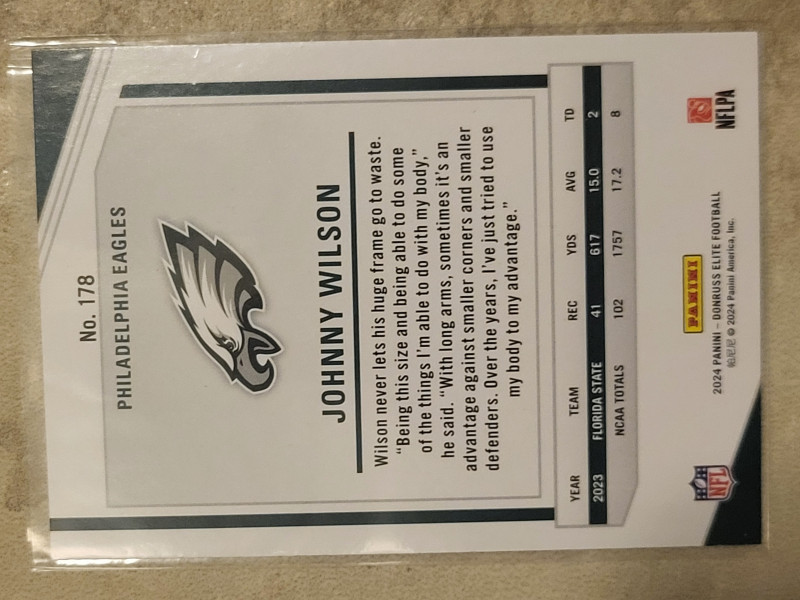 No. 178
PHILADELPHIA EAGLES
JOHNNY WILSON
Wilson never lets his huge frame go to waste.
“Being this size and being able to do some
of the things I’m able to do with my body,”
he said. “With long arms, sometimes it’s an
advantage against smaller corners and smaller
defenders. Over the years, I’ve just tried to use
my body to my advantage.”
YEAR TEAM REC YDS AVG TD
2023 FLORIDA STATE 41 617 15.0 2
NCAA TOTALS 102 1757 17.2 8
NFL
PANINI
NFLPA
2024 PANINI – DONRUSS ELITE FOOTBALL
帕尼尼 © 2024 Panini America, Inc.